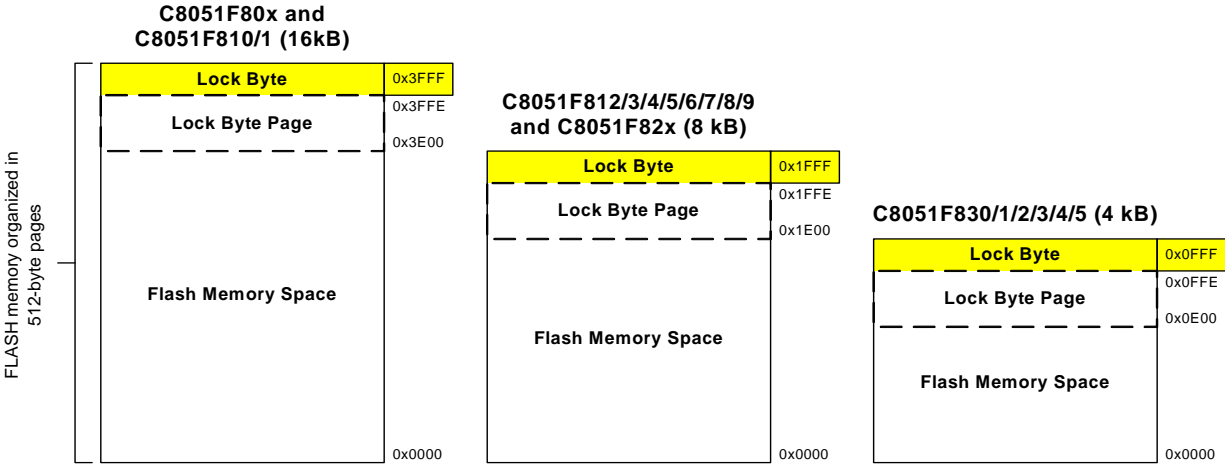 C8051F80x and
C8051F810/1 (16kB)
Lock Byte
0x3FFF
0x3FFE
Lock Byte Page
0x3E00
FLASH memory organized in
512-byte pages
Flash Memory Space
0x0000
C8051F812/3/4/5/6/7/8/9
and C8051F82x (8 kB)
Lock Byte
0x1FFF
0x1FFE
Lock Byte Page
0x1E00
Flash Memory Space
0x0000
C8051F830/1/2/3/4/5 (4 kB)
Lock Byte
0x0FFF
0x0FFE
Lock Byte Page
0x0E00
Flash Memory Space
0x0000